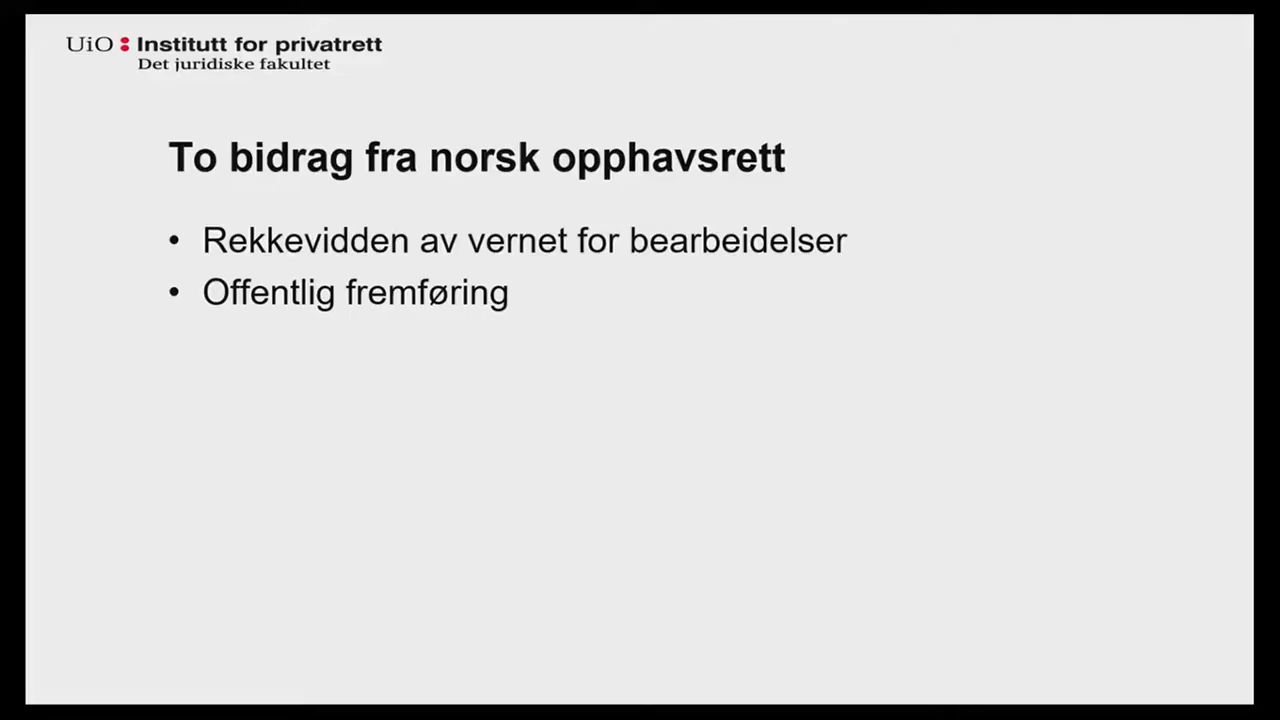 UiO : Institutt for privatrett
Det juridiske fakultet
To bidrag fra norsk opphavsrett
• Rekkevidden av vernet for bearbeidelser
• Offentlig fremføring